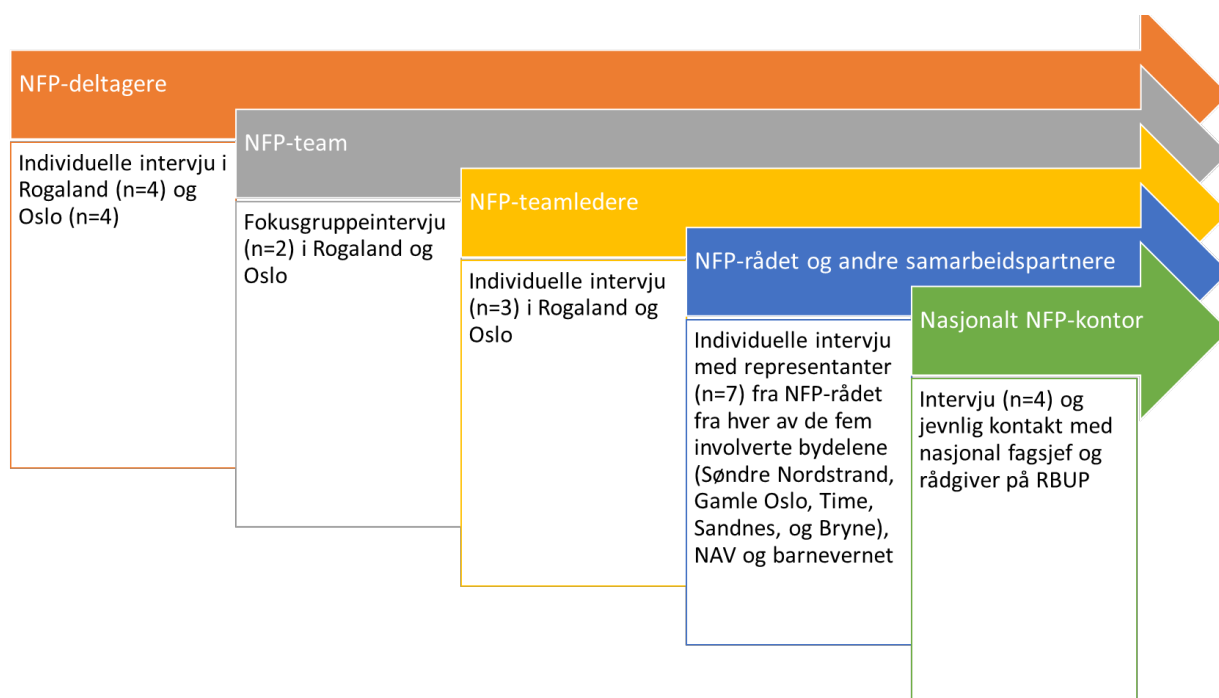 NFP-deltagere
Individuelle intervju i
Rogaland (n=4) og
Oslo (n=4)
NFP-team
Fokusgruppeintervju
(n=2) i Rogaland og
Oslo
NFP-teamledere
Individuelle intervju
(n=3) i Rogaland og
Oslo
NFP-rådet og andre samarbeidspartnere
Individuelle intervju
med representanter
(n=7) fra NFP-rådet
fra hver av de fem
involverte bydelene
(Søndre Nordstrand,
Gamle Oslo, Time,
Sandnes, og Bryne),
NAV og barnevernet
Nasjonalt NFP-kontor
Intervju (n=4) og
jevnlig kontakt med
nasjonal fagsjef og
rådgiver på RBUP